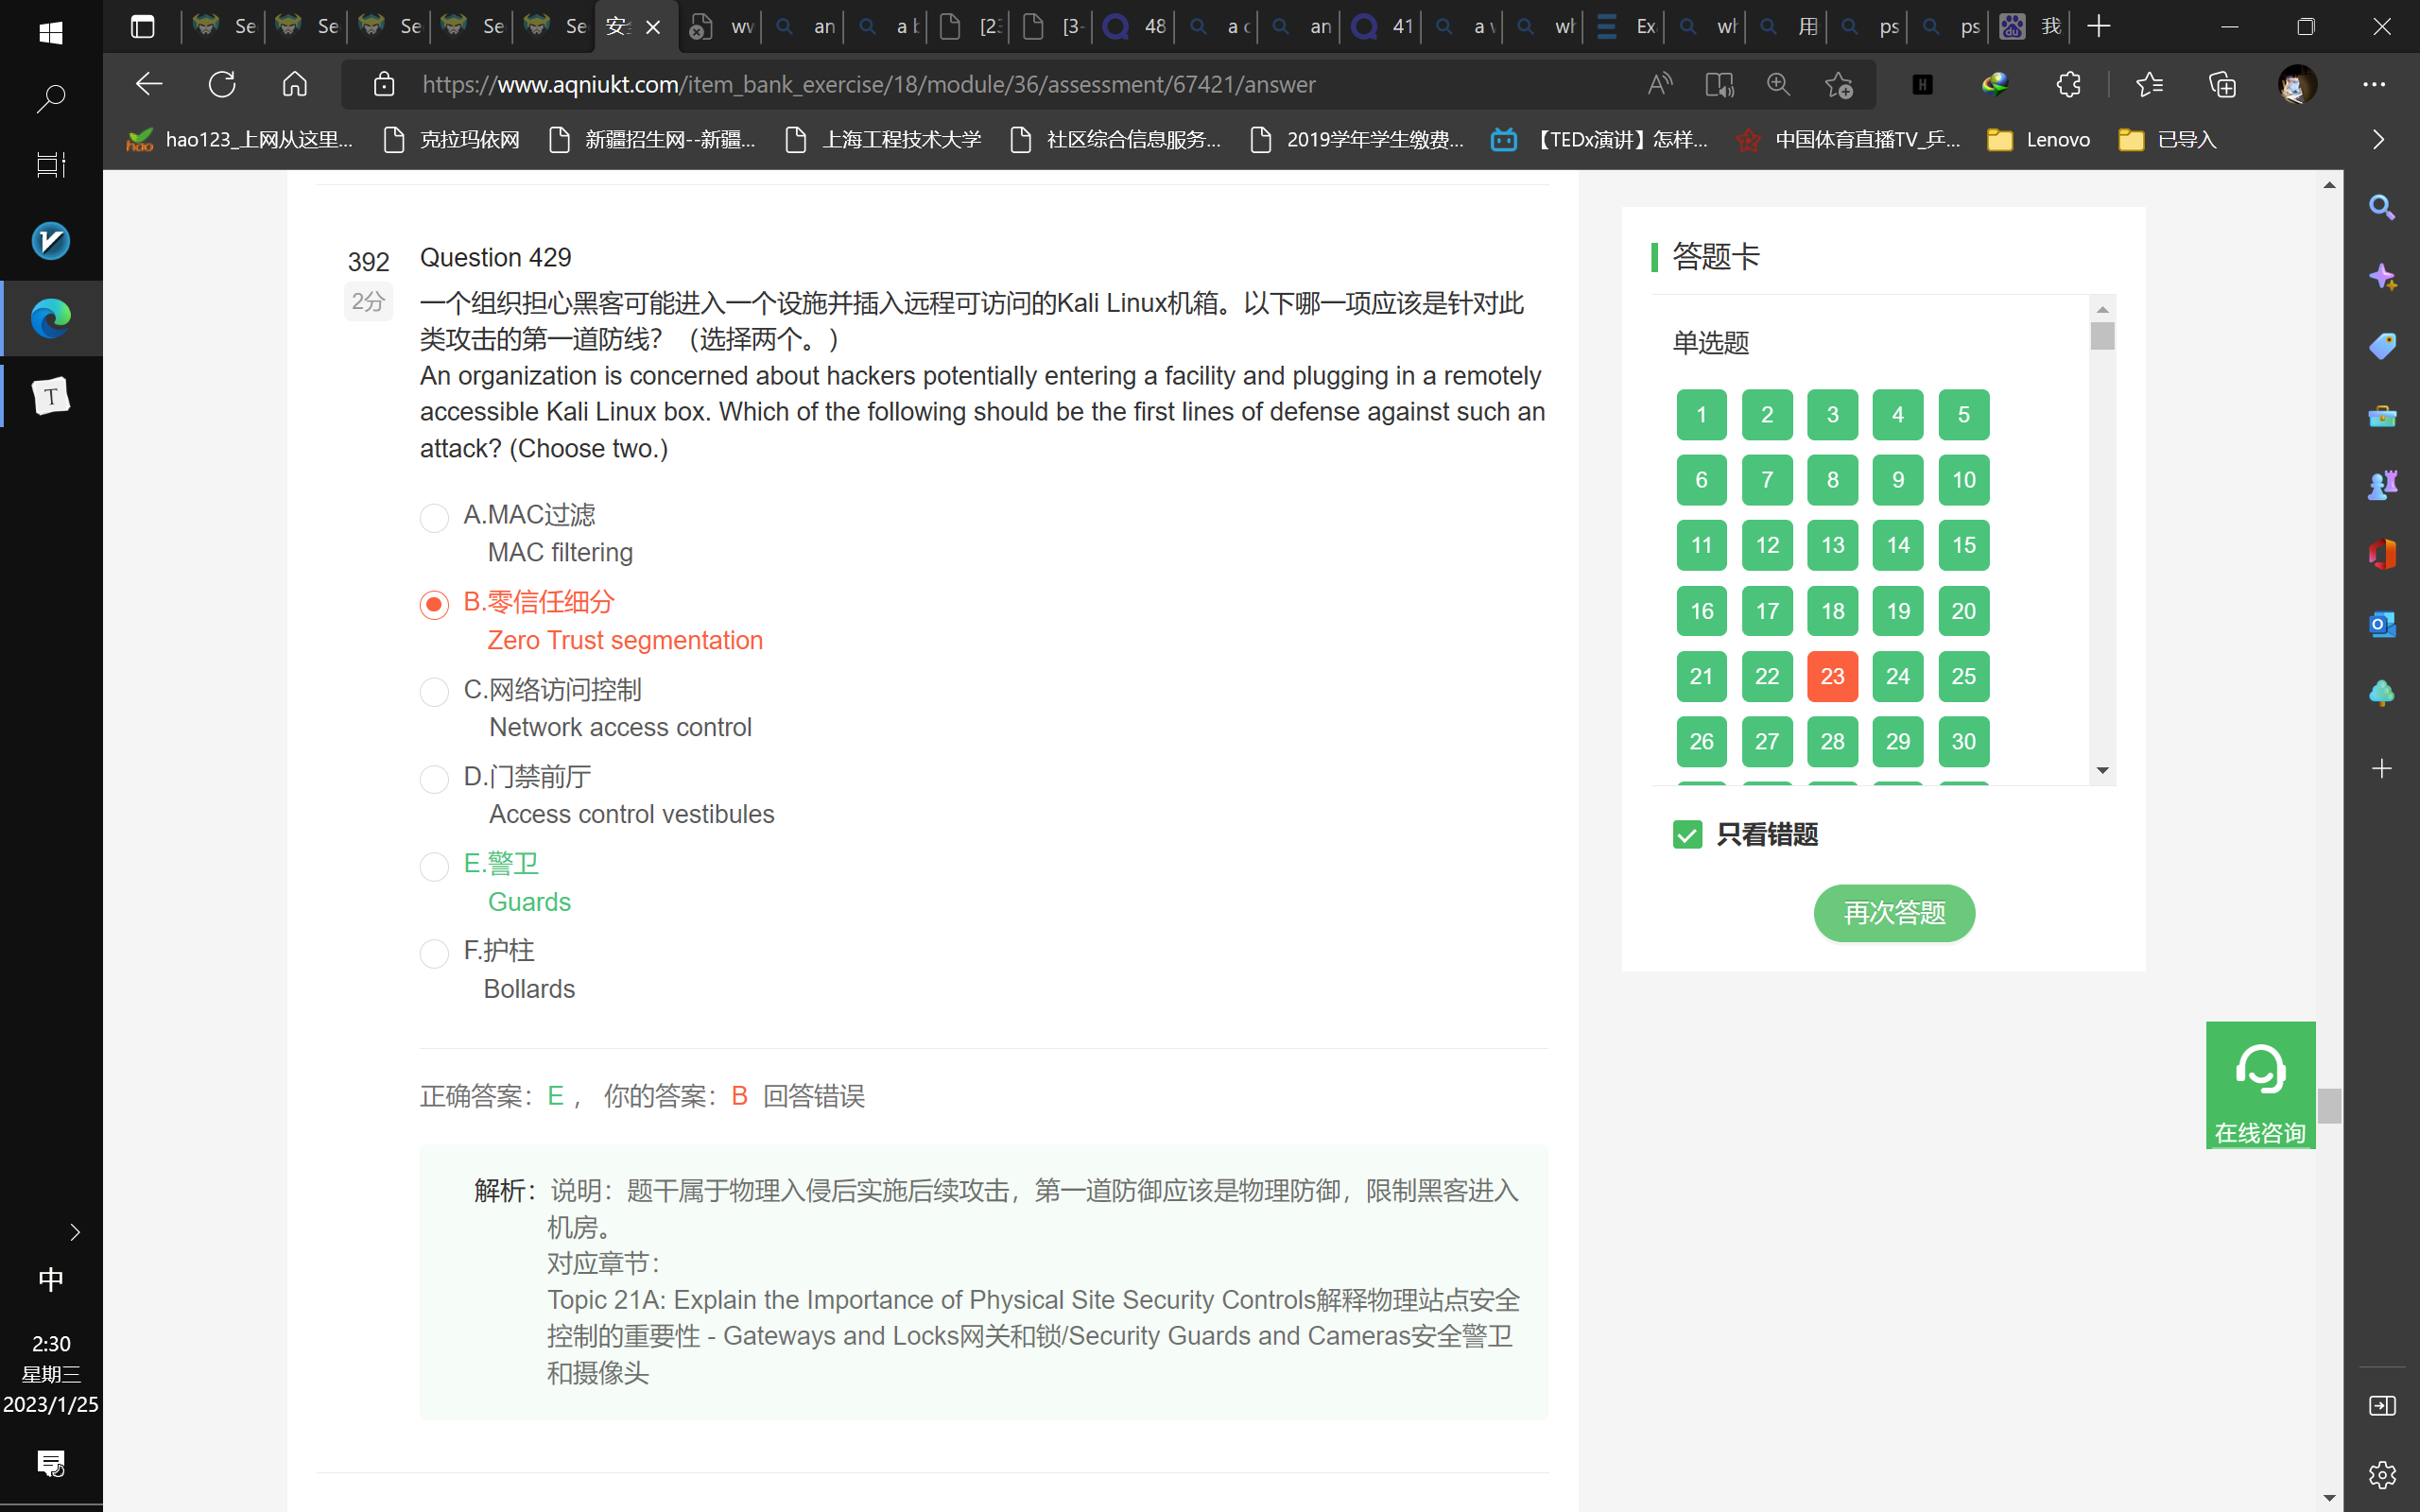 Se
Se
Se
Se
Se
安全
wv
an
a b
[23
[3-
48
a c
an
41
a v
wh
Ex
wh
用
ps
ps
我
https://www.aqniukt.com/item_bank_exercise/18/module/36/assessment/67421/answer
hao123_上网从这里...
克拉玛依网
新疆招生网--新疆...
上海工程技术大学
社区综合信息服务...
2019学年学生缴费...
【TEDx演讲】怎样...
中国体育直播TV_乒...
Lenovo
已导入
392
2分
Question 429
一个组织担心黑客可能进入一个设施并插入远程可访问的Kali Linux机箱。以下哪一项应该是针对此
类攻击的第一道防线？（选择两个。）
An organization is concerned about hackers potentially entering a facility and plugging in a remotely
accessible Kali Linux box. Which of the following should be the first lines of defense against such an
attack? (Choose two.)
A.MAC过滤
MAC filtering
B.零信任细分
Zero Trust segmentation
C.网络访问控制
Network access control
D.门禁前厅
Access control vestibules
E.警卫
Guards
F.护柱
Bollards
正确答案：E ， 你的答案：B 回答错误
解析：说明：题干属于物理入侵后实施后续攻击，第一道防御应该是物理防御，限制黑客进入
机房。
对应章节：
Topic 21A: Explain the Importance of Physical Site Security Controls解释物理站点安全
控制的重要性 - Gateways and Locks网关和锁/Security Guards and Cameras安全警卫
和摄像头
答题卡
单选题
1 2 3 4 5
6 7 8 9 10
11 12 13 14 15
16 17 18 19 20
21 22 23 24 25
26 27 28 29 30
只看错题
再次答题
在线咨询
中
2:30
星期三
2023/1/25